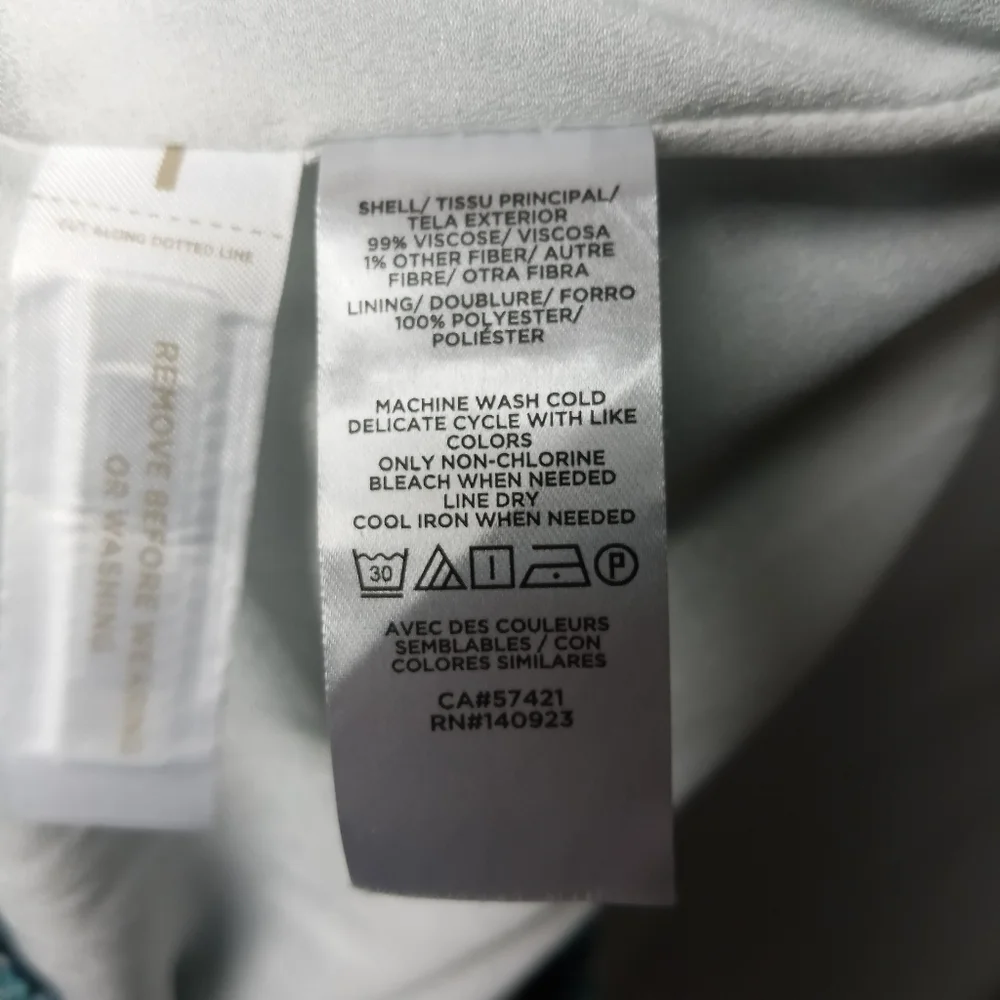 CUT ALONG DOTTED LINE
REMOVE BEFORE WEARING
OR WASHING
SHELL/ TISSU PRINCIPAL/
TELA EXTERIOR
99% VISCOSE/ VISCOSA
1% OTHER FIBER/ AUTRE
FIBRE/ OTRA FIBRA
LINING/ DOUBLURE/ FORRO
100% POLYESTER/
POLIÉSTER
MACHINE WASH COLD
DELICATE CYCLE WITH LIKE
COLORS
ONLY NON-CHLORINE
BLEACH WHEN NEEDED
LINE DRY
COOL IRON WHEN NEEDED
30 P
AVEC DES COULEURS
SEMBLABLES / CON
COLORES SIMILARES
CA#57421
RN#140923